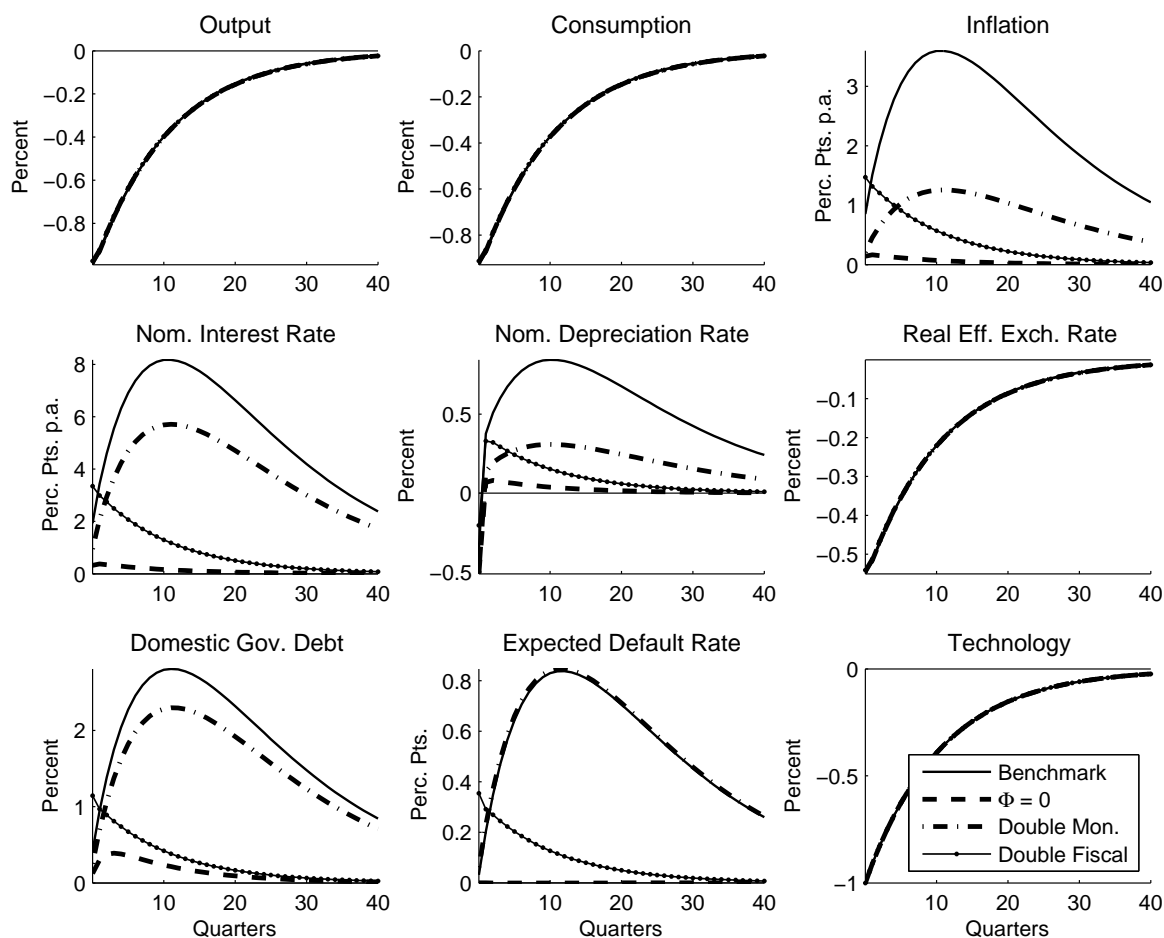 Output
Consumption
Inflation
Percent
0
−0.2
−0.4
−0.6
−0.8
10 20 30 40
Percent
0
−0.2
−0.4
−0.6
−0.8
10 20 30 40
Perc. Pts. p.a.
3
2
1
0
0 10 20 30 40
Nom. Interest Rate
Nom. Depreciation Rate
Real Eff. Exch. Rate
Perc. Pts. p.a.
8
6
4
2
0
0 10 20 30 40
Percent
0.5
0
−0.5
0 10 20 30 40
Percent
−0.1
−0.2
−0.3
−0.4
−0.5
0 10 20 30 40
Domestic Gov. Debt
Expected Default Rate
Technology
Percent
2
1
0
0 10 20 30 40
Quarters
Perc. Pts.
0.8
0.6
0.4
0.2
0
0 10 20 30 40
Quarters
Percent
0
−0.5
−1
0 10 20 30 40
Quarters
Benchmark
Φ = 0
Double Mon.
Double Fiscal